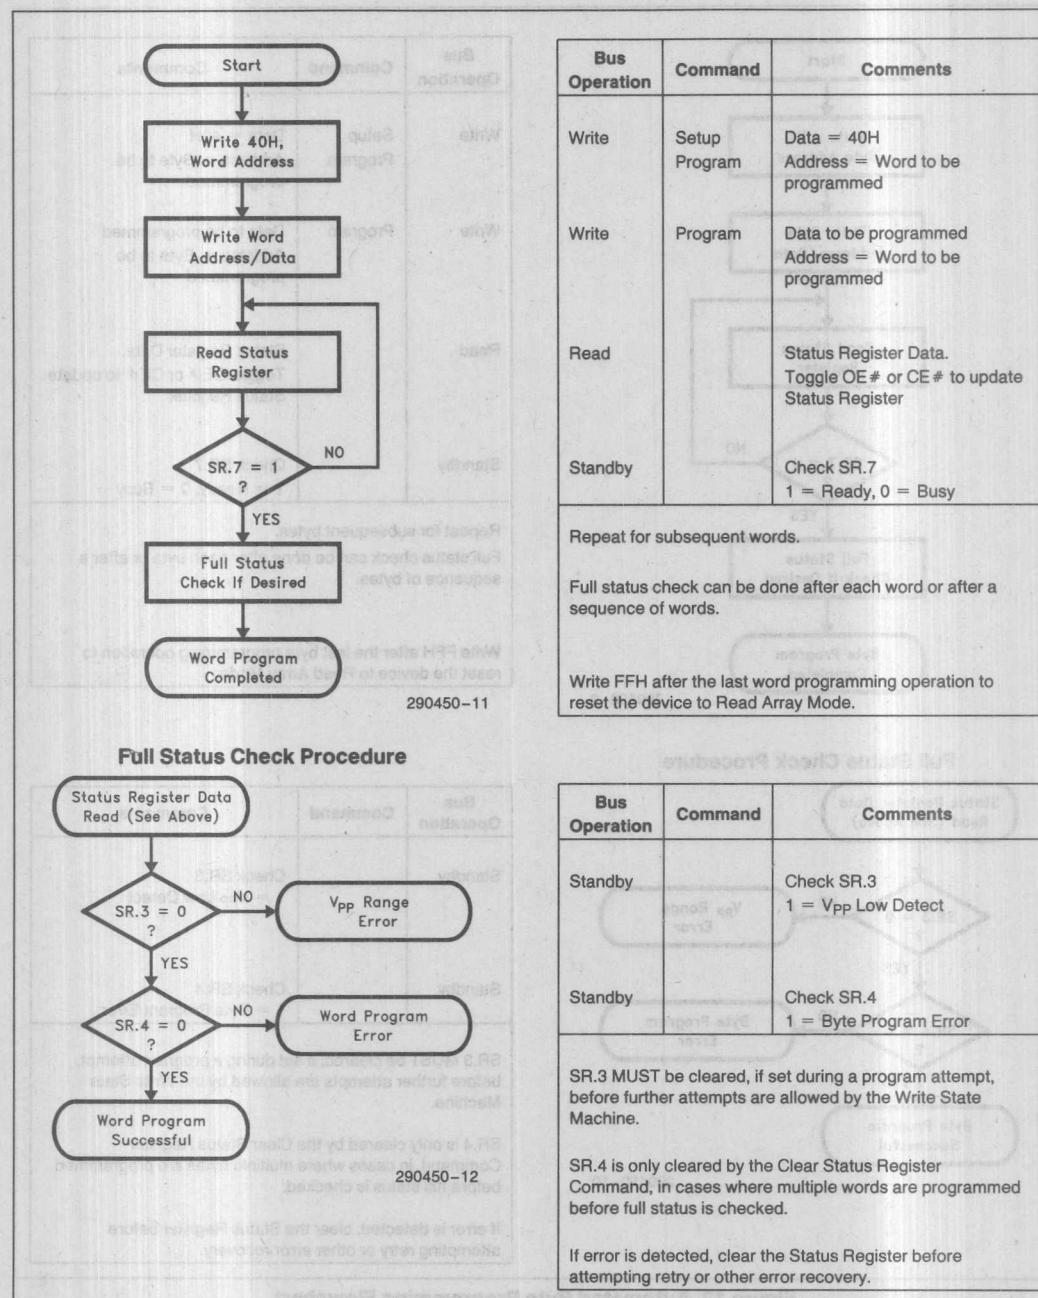 Start
Write 40H,
Word Address
Write Word
Address/Data
Read Status
Register
SR.7 = 1
?
NO
YES
Full Status
Check If Desired
Word Program
Completed
290450-11
Bus Operation Command Comments
Write Setup Program Data = 40H
Address = Word to be
programmed
Write Program Data to be programmed
Address = Word to be
programmed
Read Status Register Data.
Toggle OE# or CE# to update
Status Register
Standby Check SR.7
1 = Ready, 0 = Busy
Repeat for subsequent words.
Full status check can be done after each word or after a
sequence of words.
Write FFH after the last word programming operation to
reset the device to Read Array Mode.
Full Status Check Procedure
Status Register Data
Read (See Above)
SR.3 = 0
?
NO
VPP Range
Error
YES
SR.4 = 0
?
NO
Word Program
Error
YES
Word Program
Successful
290450-12
Bus Operation Command Comments
Standby Check SR.3
1 = VPP Low Detect
Standby Check SR.4
1 = Byte Program Error
SR.3 MUST be cleared, if set during a program attempt,
before further attempts are allowed by the Write State
Machine.
SR.4 is only cleared by the Clear Status Register
Command, in cases where multiple words are programmed
before full status is checked.
If error is detected, clear the Status Register before
attempting retry or other error recovery.